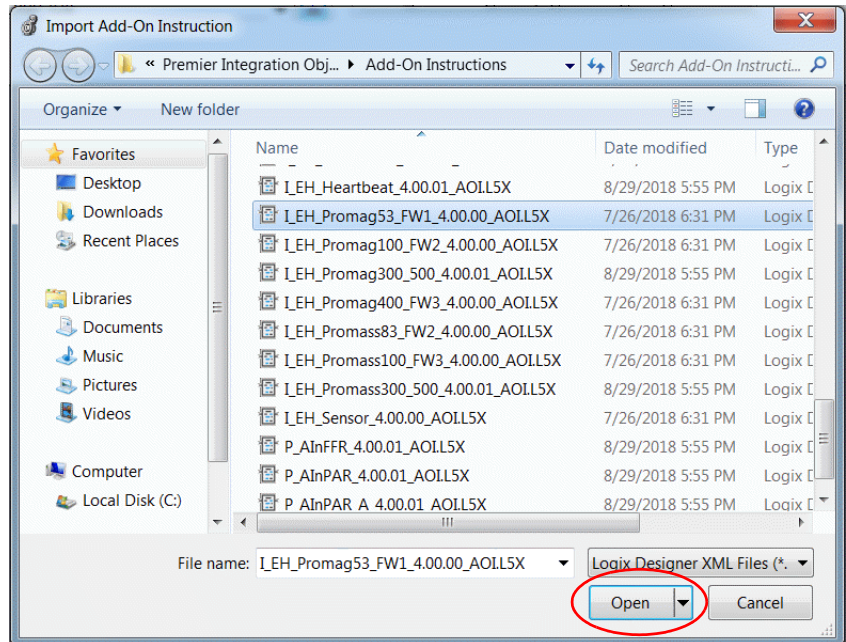 Import Add-On Instruction
« Premier Integration Obj... Add-On Instructions Search Add-On Instructi...
Organize New folder
Favorites
Desktop
Downloads
Recent Places
Libraries
Documents
Music
Pictures
Videos
Computer
Local Disk (C:)
Name Date modified Type
I_EH_Heartbeat_4.00.01_AOI.L5X 8/29/2018 5:55 PM Logix D
I_EH_Promag53_FW1_4.00.00_AOI.L5X 7/26/2018 6:31 PM Logix D
I_EH_Promag100_FW2_4.00.00_AOI.L5X 7/26/2018 6:31 PM Logix D
I_EH_Promag300_500_4.00.01_AOI.L5X 8/29/2018 5:55 PM Logix D
I_EH_Promag400_FW3_4.00.00_AOI.L5X 7/26/2018 6:31 PM Logix D
I_EH_Promass83_FW2_4.00.00_AOI.L5X 7/26/2018 6:31 PM Logix D
I_EH_Promass100_FW3_4.00.00_AOI.L5X 7/26/2018 6:31 PM Logix D
I_EH_Promass300_500_4.00.01_AOI.L5X 8/29/2018 5:55 PM Logix D
I_EH_Sensor_4.00.00_AOI.L5X 7/26/2018 6:31 PM Logix D
P_AInFFR_4.00.01_AOI.L5X 8/29/2018 5:55 PM Logix D
P_AInPAR_4.00.01_AOI.L5X 8/29/2018 5:55 PM Logix D
P_AInPAR_A_4.00.01_AOI.L5X 8/29/2018 5:55 PM Logix D
File name: I_EH_Promag53_FW1_4.00.00_AOI.L5X Logix Designer XML Files (*.
Open Cancel